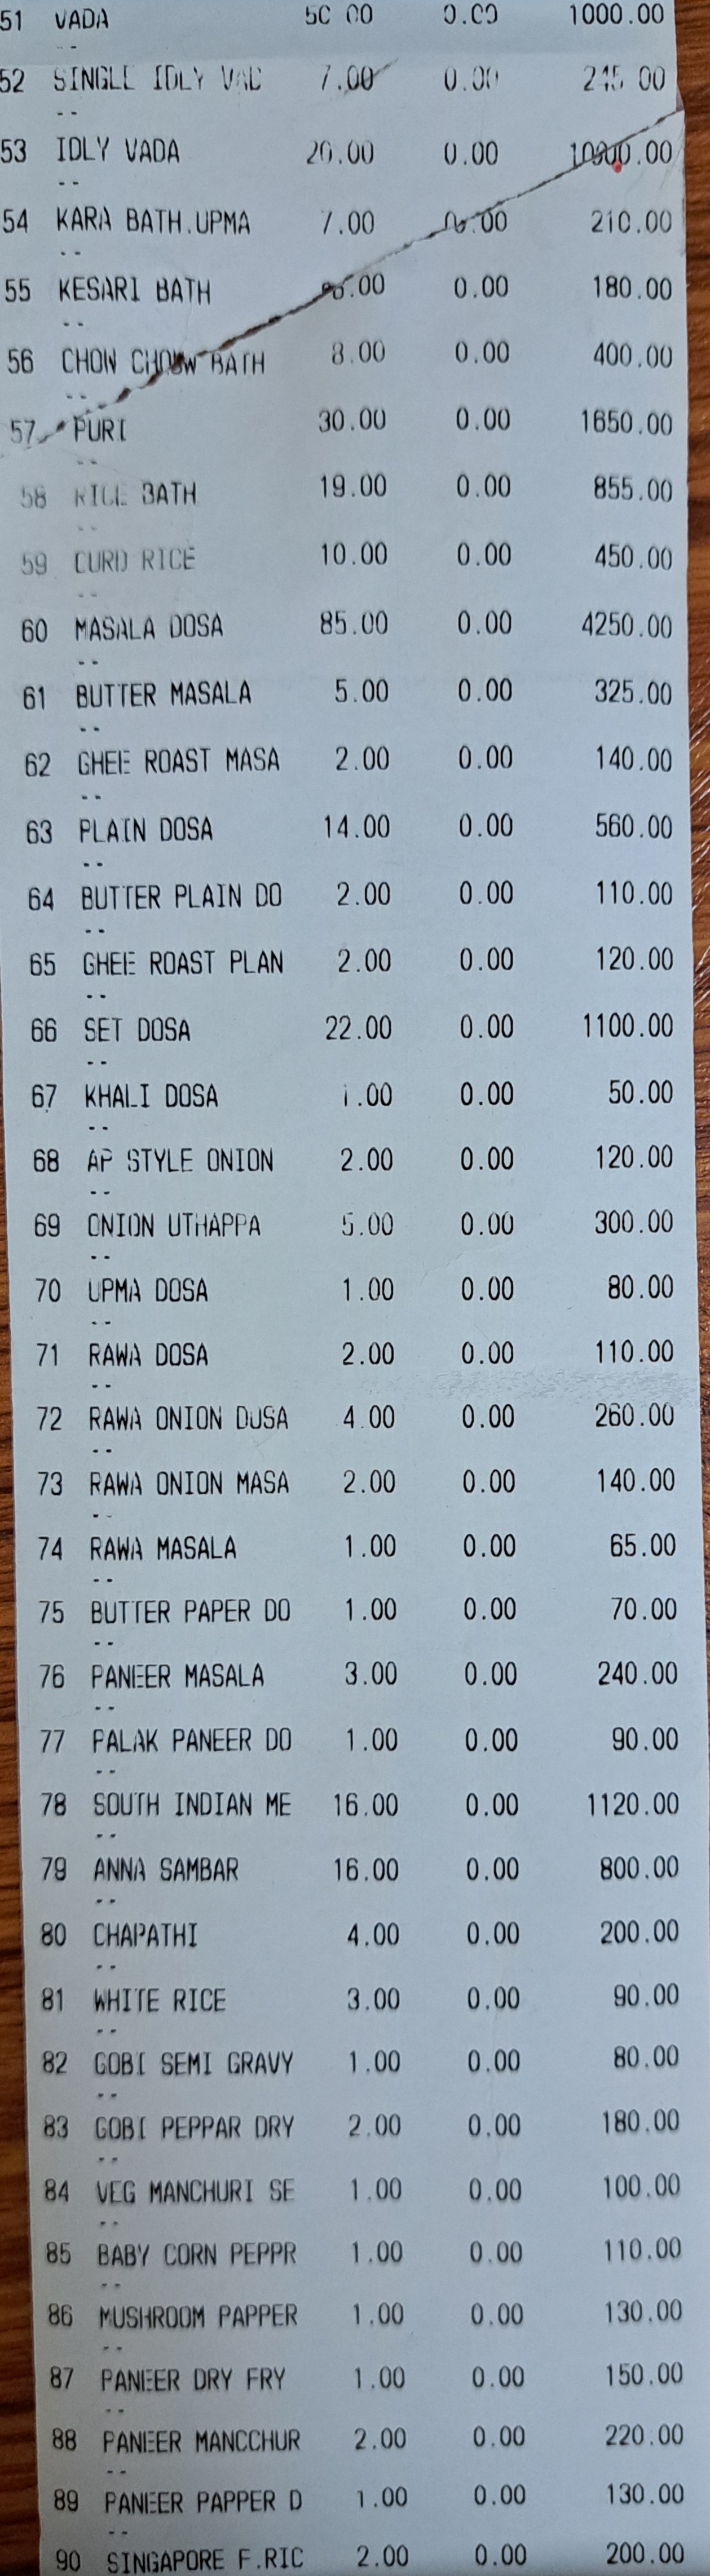 51 VADA 50.00 0.00 1000.00
--
52 SINGLE IDLY VAD 7.00 0.00 245.00
--
53 IDLY VADA 20.00 0.00
--
54 KARA BATH.UPMA 7.00 0.00 210.00
--
55 KESARI BATH 0.00 180.00
--
56 CHOW CHOW BATH 8.00 0.00 400.00
--
57 PURI 30.00 0.00 1650.00
--
58 RICE BATH 19.00 0.00 855.00
--
59 CURD RICE 10.00 0.00 450.00
--
60 MASALA DOSA 85.00 0.00 4250.00
--
61 BUTTER MASALA 5.00 0.00 325.00
--
62 GHEE ROAST MASA 2.00 0.00 140.00
--
63 PLAIN DOSA 14.00 0.00 560.00
--
64 BUTTER PLAIN DO 2.00 0.00 110.00
--
65 GHEE ROAST PLAN 2.00 0.00 120.00
--
66 SET DOSA 22.00 0.00 1100.00
--
67 KHALI DOSA 1.00 0.00 50.00
--
68 AP STYLE ONION 2.00 0.00 120.00
--
69 ONION UTHAPPA 5.00 0.00 300.00
--
70 UPMA DOSA 1.00 0.00 80.00
--
71 RAWA DOSA 2.00 0.00 110.00
--
72 RAWA ONION DOSA 4.00 0.00 260.00
--
73 RAWA ONION MASA 2.00 0.00 140.00
--
74 RAWA MASALA 1.00 0.00 65.00
--
75 BUTTER PAPER DO 1.00 0.00 70.00
--
76 PANEER MASALA 3.00 0.00 240.00
--
77 PALAK PANEER DO 1.00 0.00 90.00
--
78 SOUTH INDIAN ME 16.00 0.00 1120.00
--
79 ANNA SAMBAR 16.00 0.00 800.00
--
80 CHAPATHI 4.00 0.00 200.00
--
81 WHITE RICE 3.00 0.00 90.00
--
82 GOBI SEMI GRAVY 1.00 0.00 80.00
--
83 GOBI PEPPAR DRY 2.00 0.00 180.00
--
84 VEG MANCHURI SE 1.00 0.00 100.00
--
85 BABY CORN PEPPR 1.00 0.00 110.00
--
86 MUSHROOM PAPPER 1.00 0.00 130.00
--
87 PANEER DRY FRY 1.00 0.00 150.00
--
88 PANEER MANCCHUR 2.00 0.00 220.00
--
89 PANEER PAPPER D 1.00 0.00 130.00
--
90 SINGAPORE F.RIC 2.00 0.00 200.00